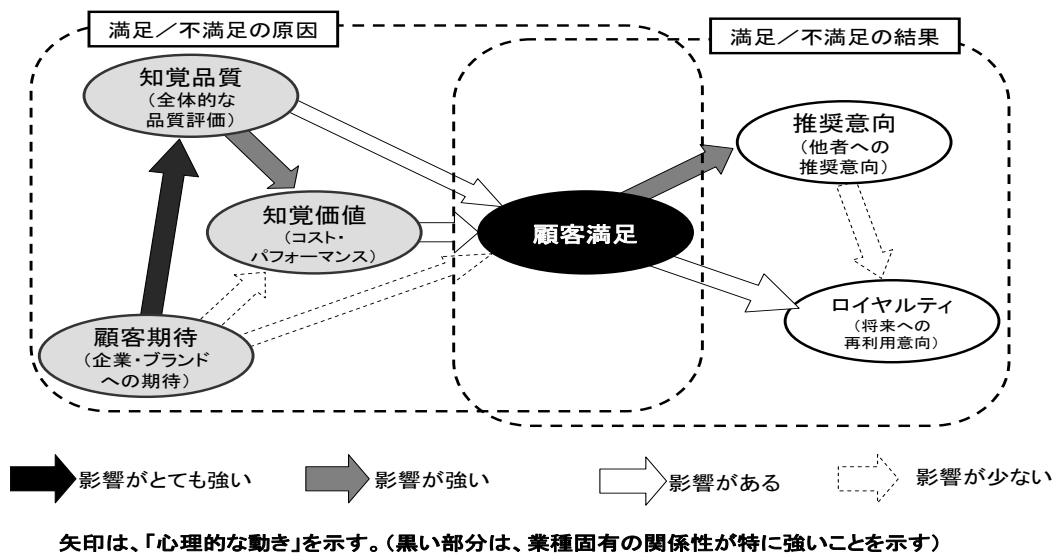 満足／不満足の原因
満足／不満足の結果
知覚品質
(全体的な
品質評価)
推奨意向
(他者への
推奨意向)
知覚価値
(コスト・
パフォーマンス)
顧客満足
顧客期待
(企業・ブランド
への期待)
ロイヤルティ
(将来への
再利用意向)
影響がとても強い
影響が強い
影響がある
影響が少ない
矢印は、「心理的な動き」を示す。(黒い部分は、業種固有の関係性が特に強いことを示す)